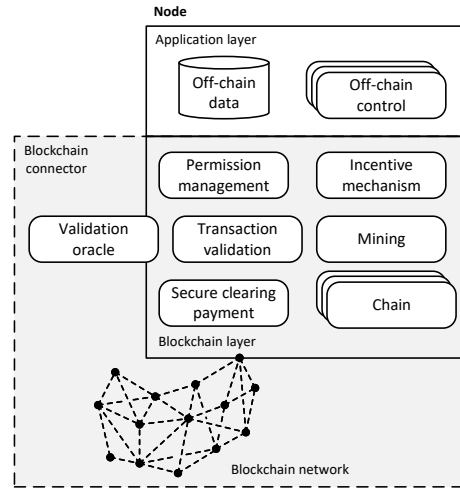 Node
Application layer
Off-chain
data
Off-chain
control
Blockchain
connector
Permission
management
Incentive
mechanism
Validation
oracle
Transaction
validation
Mining
Secure clearing
payment
Chain
Blockchain layer
Blockchain network